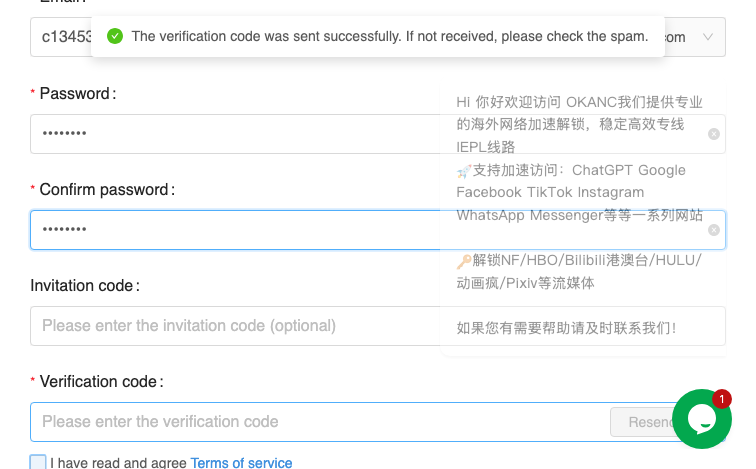 The verification code was sent successfully. If not received, please check the spam.
c13453
com
* Password :
••••••••
Hi 你好欢迎访问 OKANC我们提供专业
的海外网络加速解锁，稳定高效专线
IEPL线路
🚀支持加速访问：ChatGPT Google
* Confirm password :
Facebook TikTok Instagram
WhatsApp Messenger等等一系列网站
••••••••
🔑解锁NF/HBO/Bilibili港澳台/HULU/
动画疯/Pixiv等流媒体
Invitation code :
Please enter the invitation code (optional)
如果您有需要帮助请及时联系我们！
* Verification code :
Please enter the verification code
Resend
1
I have read and agree Terms of service